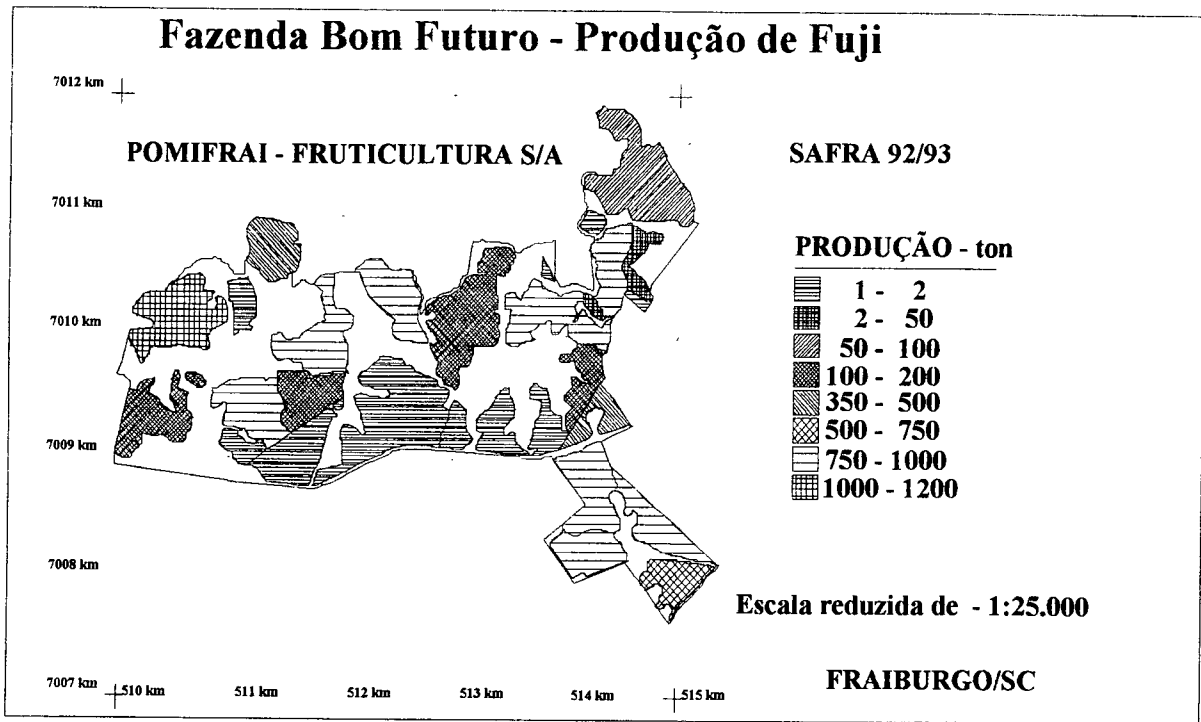 Fazenda Bom Futuro - Produção de Fuji
7012 km
POMIFRAI - FRUTICULTURA S/A
SAFRA 92/93
7011 km
PRODUÇÃO - ton
1 - 2
2 - 50
50 - 100
100 - 200
350 - 500
500 - 750
750 - 1000
1000 - 1200
7010 km
7009 km
7008 km
Escala reduzida de - 1:25.000
7007 km
510 km
511 km
512 km
513 km
514 km
515 km
FRAIBURGO/SC